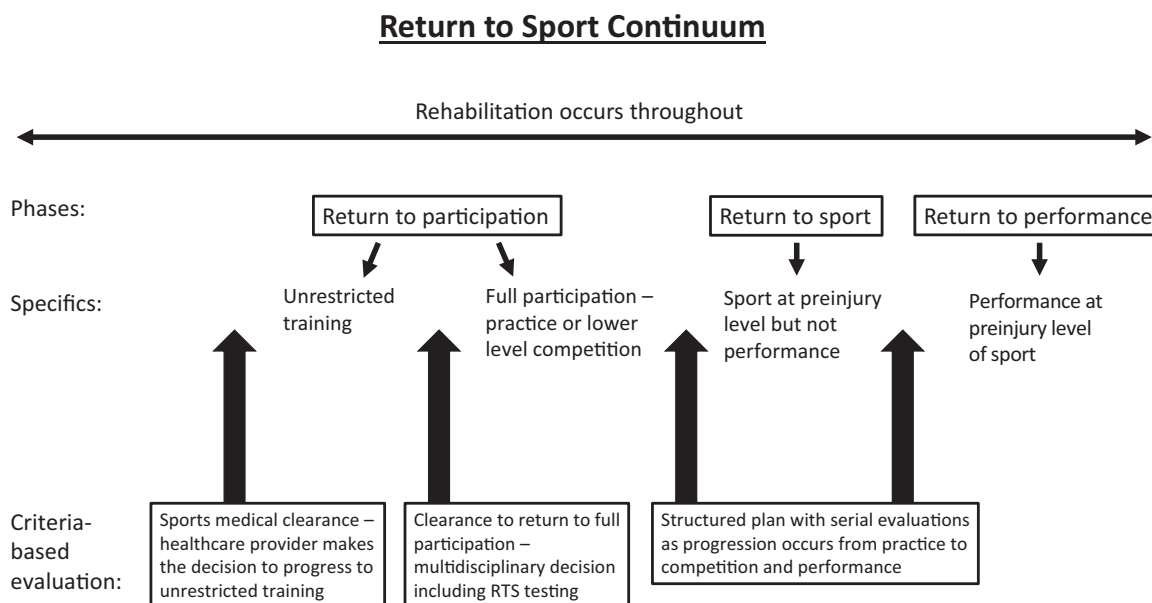 Return to Sport Continuum
Rehabilitation occurs throughout
Phases:
Return to participation
Return to sport
Return to performance
Specifics:
Unrestricted
training
Full participation –
practice or lower
level competition
Sport at preinjury
level but not
performance
Performance at
preinjury level
of sport
Criteria-
based
evaluation:
Sports medical clearance –
healthcare provider makes
the decision to progress to
unrestricted training
Clearance to return to full
participation –
multidisciplinary decision
including RTS testing
Structured plan with serial evaluations
as progression occurs from practice to
competition and performance